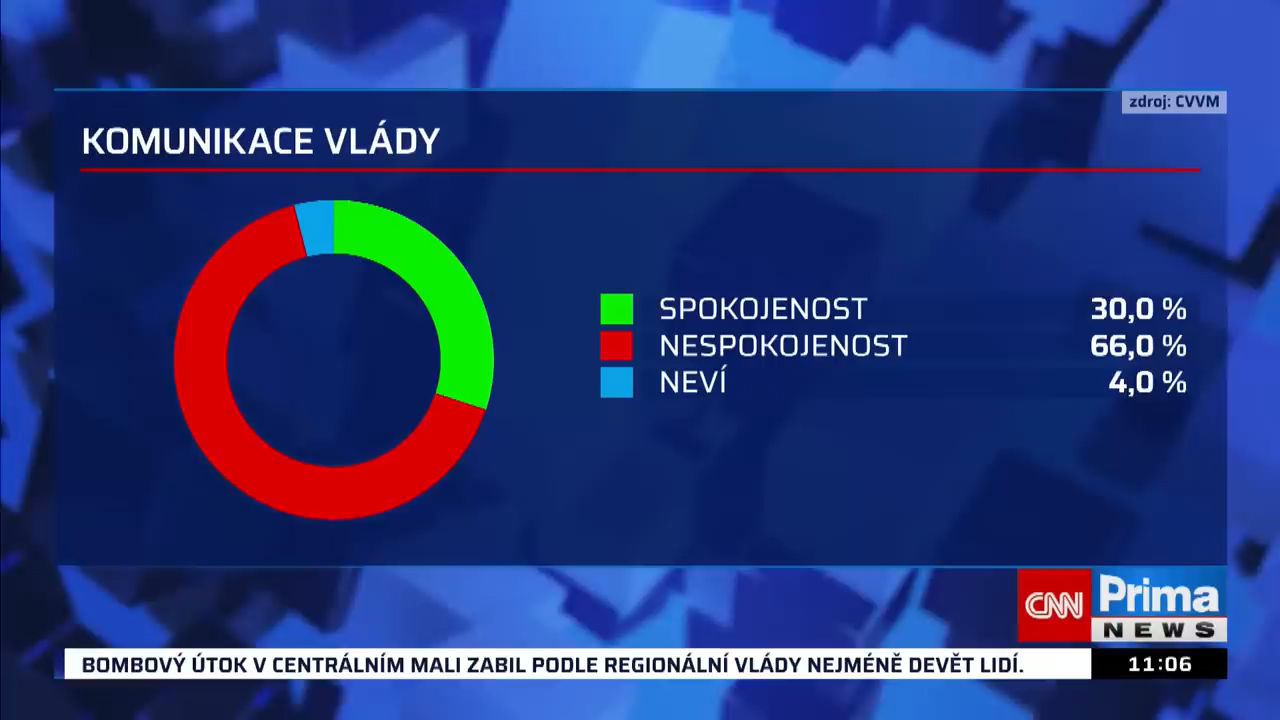 zdroj: CVVM
KOMUNIKACE VLÁDY
SPOKOJENOST 30,0 %
NESPOKOJENOST 66,0 %
NEVÍ 4,0 %
CNN Prima
NEWS
BOMBOVÝ ÚTOK V CENTRÁLNÍM MALI ZABIL PODLE REGIONÁLNÍ VLÁDY NEJMÉNĚ DEVĚT LIDÍ. 11:06